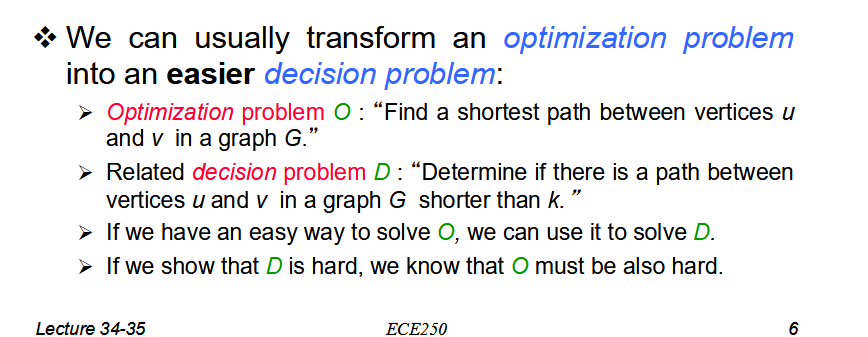 ❖ We can usually transform an optimization problem
into an easier decision problem:
➢ Optimization problem O : “Find a shortest path between vertices u
and v in a graph G.”
➢ Related decision problem D : “Determine if there is a path between
vertices u and v in a graph G shorter than k.”
➢ If we have an easy way to solve O, we can use it to solve D.
➢ If we show that D is hard, we know that O must be also hard.
Lecture 34-35 ECE250 6